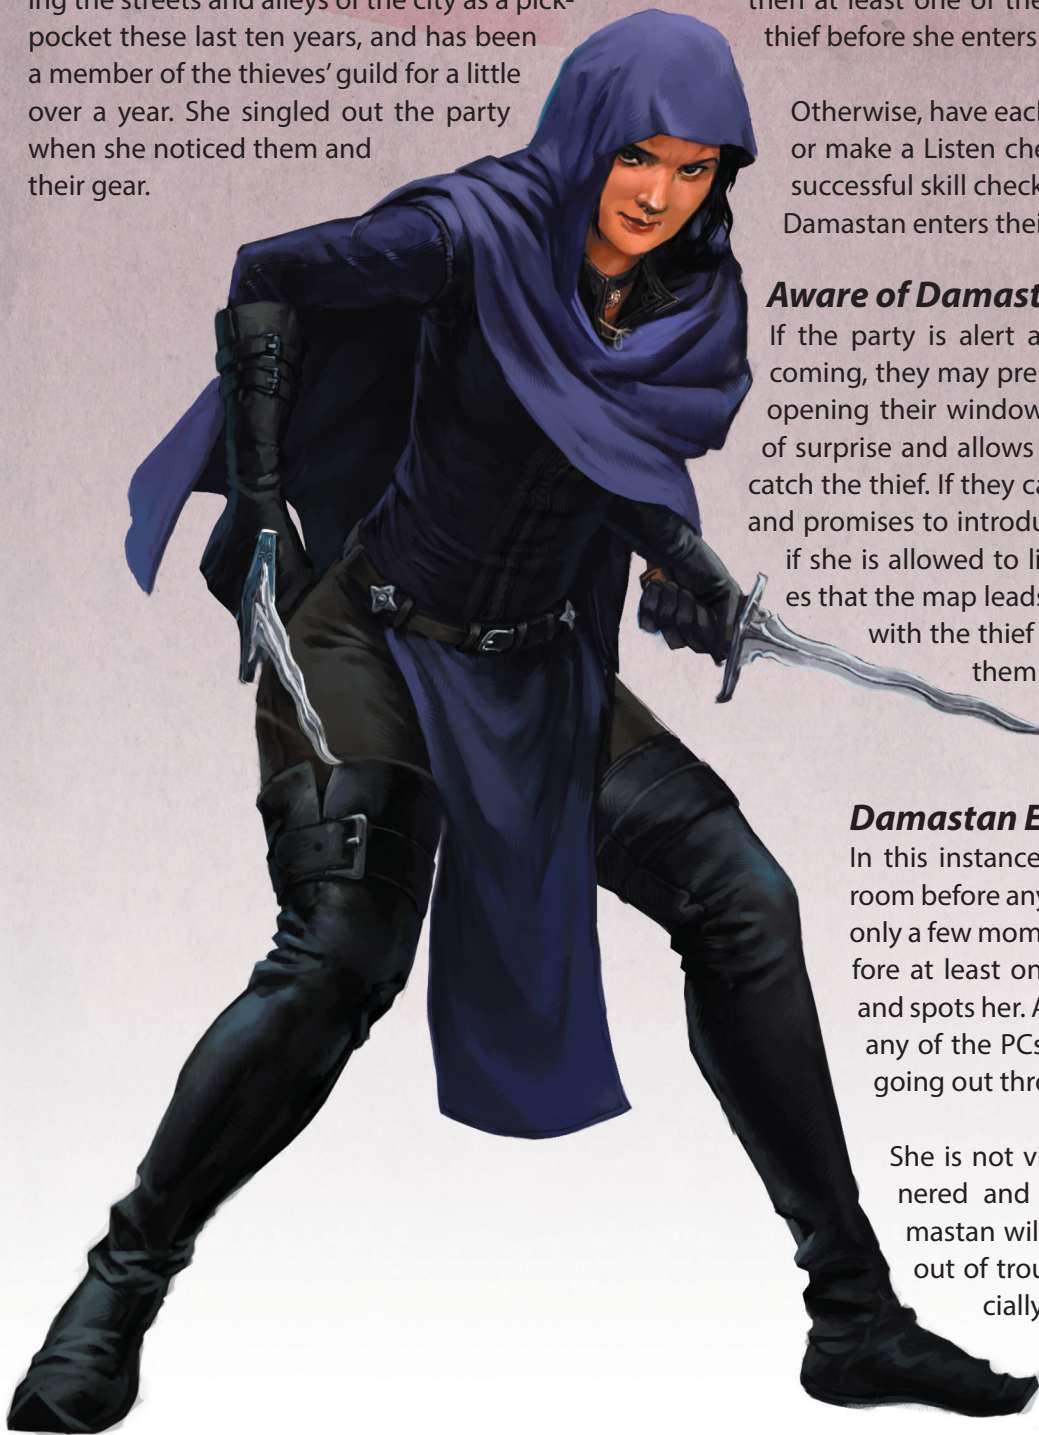 ing the streets and alleys of the city as a pick-
pocket these last ten years, and has been
a member of the thieves’ guild for a little
over a year. She singled out the party
when she noticed them and
their gear.
then at least one of the
thief before she enters
Otherwise, have each
or make a Listen che
successful skill check
Damastan enters thei
Aware of Damast
If the party is alert a
coming, they may pre
opening their window
of surprise and allows
catch the thief. If they ca
and promises to introdu
if she is allowed to li
es that the map leads
with the thief
them
Damastan E
In this instance
room before any
only a few mom
fore at least on
and spots her. A
any of the PCs
going out thro
She is not vi
nered and
mastan wil
out of trou
cially